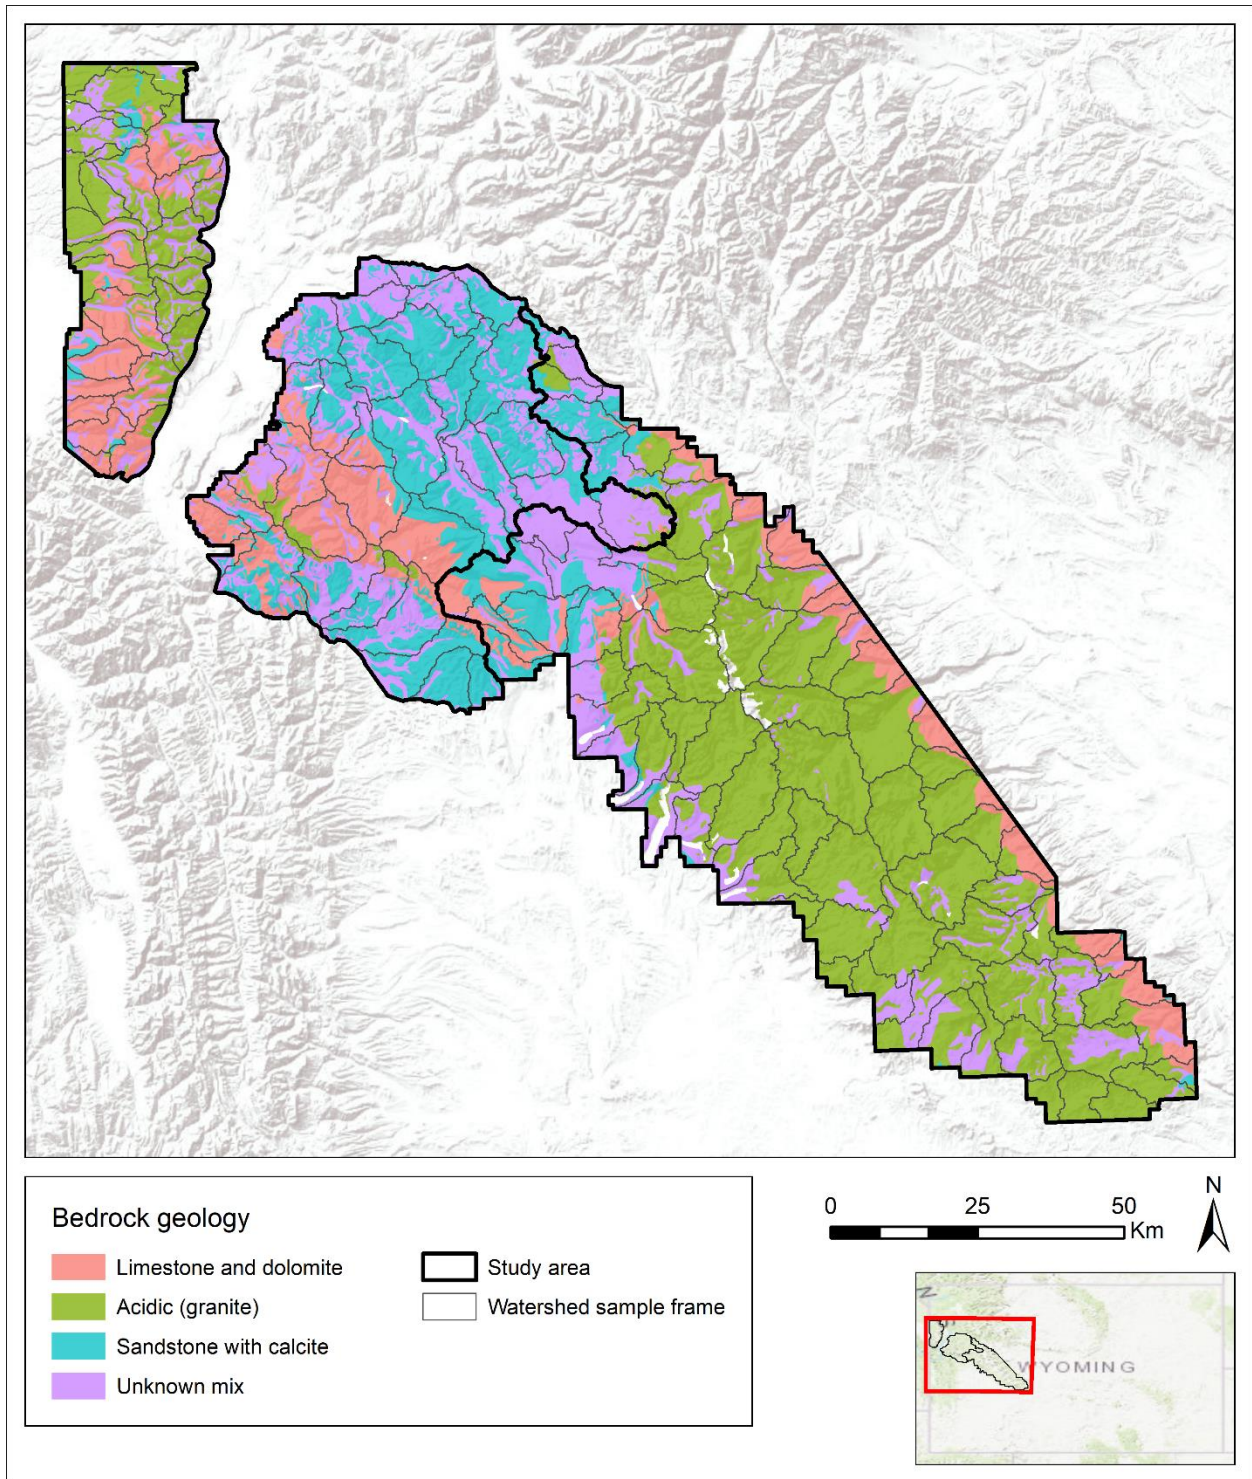 Bedrock geology
Limestone and dolomite
Acidic (granite)
Sandstone with calcite
Unknown mix
Study area
Watershed sample frame
0 25 50
Km
N
WYOMING